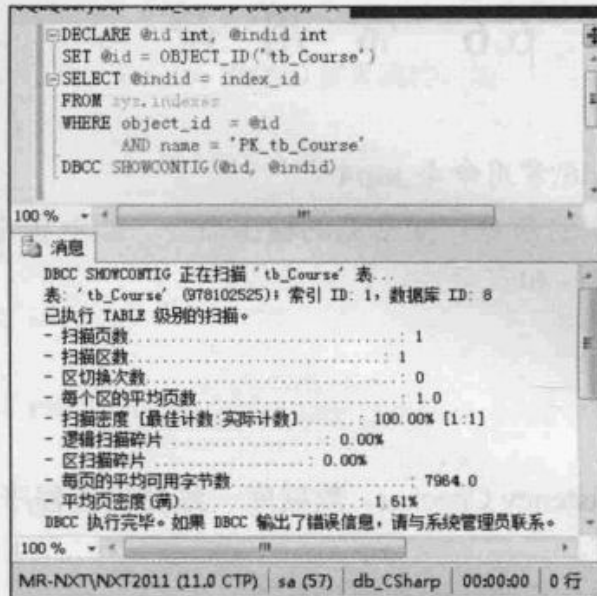 DECLARE @id int, @indid int
SET @id = OBJECT_ID('tb_Course')
SELECT @indid = index_id
FROM sys.indexes
WHERE object_id = @id
AND name = 'PK_tb_Course'
DBCC SHOWCONTIG(@id, @indid)
100 %
消息
DBCC SHOWCONTIG 正在扫描 'tb_Course' 表...
表: 'tb_Course' (978102525); 索引 ID: 1, 数据库 ID: 8
已执行 TABLE 级别的扫描。
- 扫描页数................................: 1
- 扫描区数..............................: 1
- 区切换次数..............................: 0
- 每个区的平均页数........................: 1.0
- 扫描密度 [最佳计数:实际计数].......: 100.00% [1:1]
- 逻辑扫描碎片 ..................: 0.00%
- 区扫描碎片 ..................: 0.00%
- 每页的平均可用字节数........................: 7964.0
- 平均页密度(满).....................: 1.61%
DBCC 执行完毕。如果 DBCC 输出了错误信息，请与系统管理员联系。
100 %
MR-NXT\NXT2011 (11.0 CTP) sa (57) db_CSharp 00:00:00 0 行